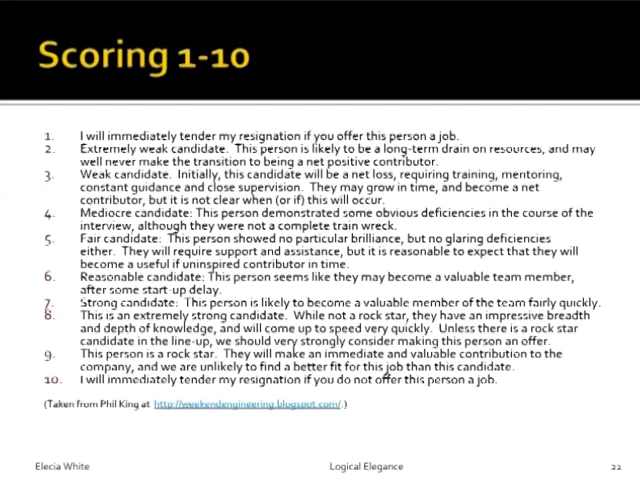 Scoring 1-10
1. I will immediately tender my resignation if you offer this person a job.
2. Extremely weak candidate. This person is likely to be a long-term drain on resources, and may
well never make the transition to being a net positive contributor.
3. Weak candidate. Initially, this candidate will be a net loss, requiring training, mentoring,
constant guidance and close supervision. They may grow in time, and become a net
contributor, but it is not clear when (or if) this will occur.
4. Mediocre candidate: This person demonstrated some obvious deficiencies in the course of the
interview, although they were not a complete train wreck.
5. Fair candidate: This person showed no particular brilliance, but no glaring deficiencies
either. They will require support and assistance, but it is reasonable to expect that they will
become a useful if uninspired contributor in time.
6. Reasonable candidate: This person seems like they may become a valuable team member,
after some start-up delay.
7. Strong candidate: This person is likely to become a valuable member of the team fairly quickly.
8. This is an extremely strong candidate. While not a rock star, they have an impressive breadth
and depth of knowledge, and will come up to speed very quickly. Unless there is a rock star
candidate in the line-up, we should very strongly consider making this person an offer.
9. This person is a rock star. They will make an immediate and valuable contribution to the
company, and we are unlikely to find a better fit for this job than this candidate.
10. I will immediately tender my resignation if you do not offer this person a job.
(Taken from Phil King at http://weekendengineering.blogspot.com/.)
Elecia White Logical Elegance 22